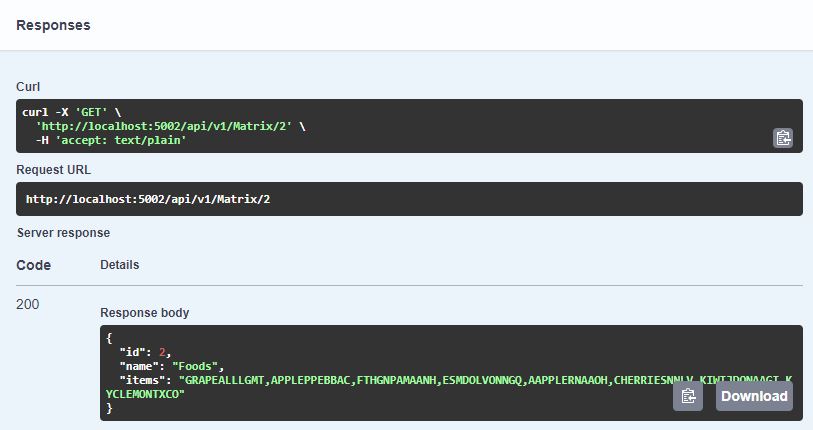 Responses
Curl
curl -X 'GET' \
'http://localhost:5002/api/v1/Matrix/2' \
-H 'accept: text/plain'
Request URL
http://localhost:5002/api/v1/Matrix/2
Server response
Code Details
200
Response body
{
"id": 2,
"name": "Foods",
"items": "GRAPEALLLGMT,APPLEPPEBBAC,FTHGNPAMAANH,ESMDOLVONNGQ,AAPPLERNAAOH,CHERRIESNNLV,
YCLEMONTXCO"
}
Download